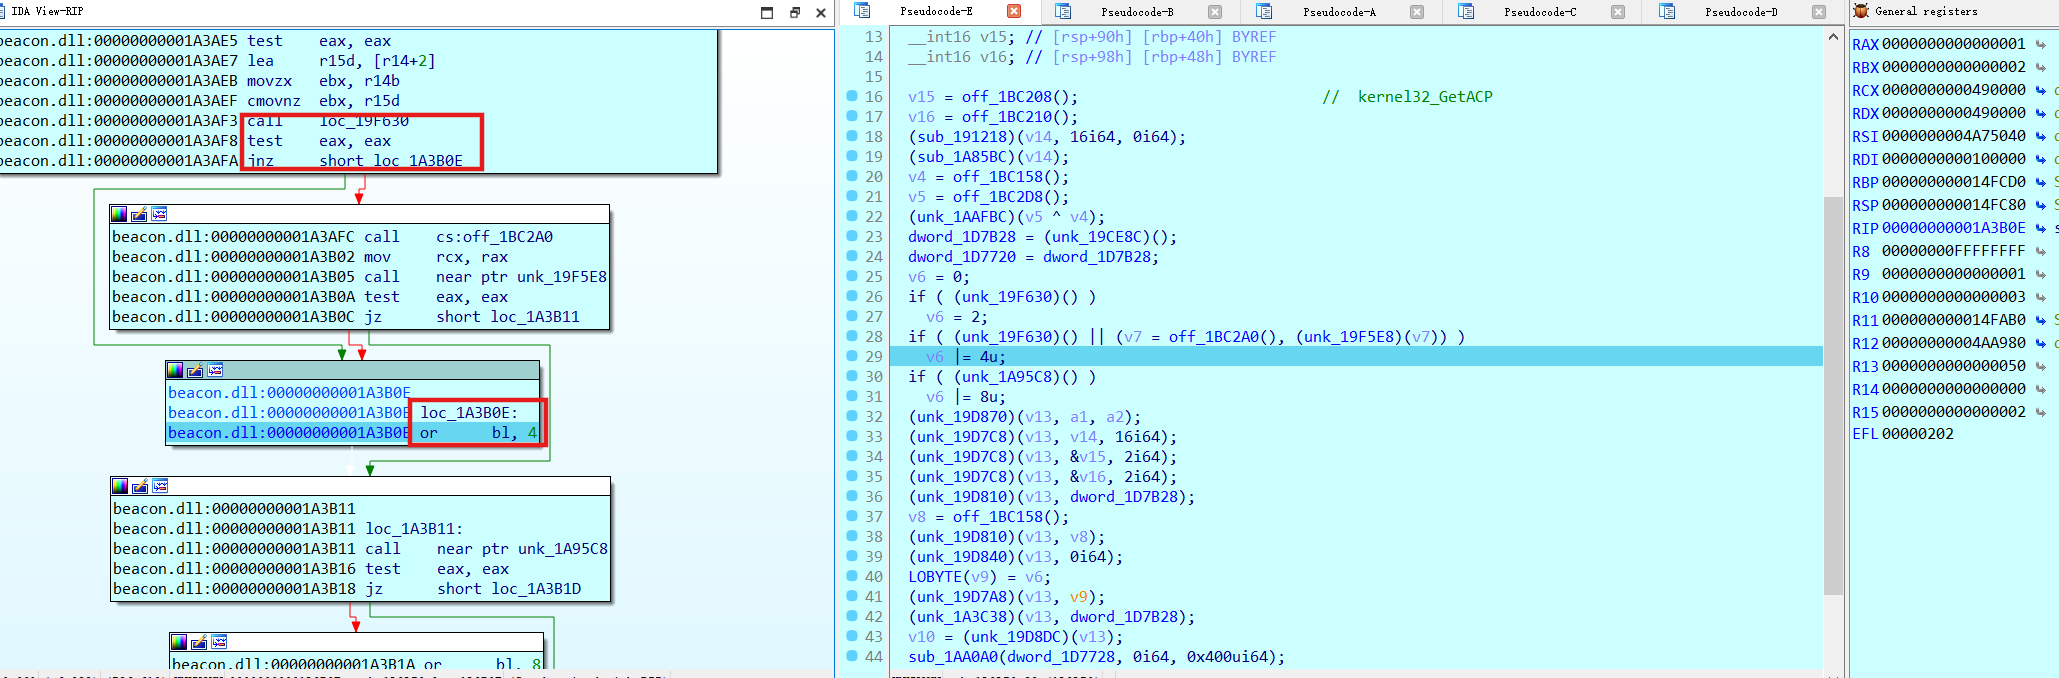 IDA View-RIP
beacon.dll:00000000001A3AE5 test    eax, eax
beacon.dll:00000000001A3AE7 lea     r15d, [r14+2]
beacon.dll:00000000001A3AEB movzx   ebx, r14b
beacon.dll:00000000001A3AEF cmovnz  ebx, r15d
beacon.dll:00000000001A3AF3 call    loc_19F630
beacon.dll:00000000001A3AF8 test    eax, eax
beacon.dll:00000000001A3AFA jnz     short loc_1A3B0E
beacon.dll:00000000001A3AFC call    cs:off_1BC2A0
beacon.dll:00000000001A3B02 mov     rcx, rax
beacon.dll:00000000001A3B05 call    near ptr unk_19F5E8
beacon.dll:00000000001A3B0A test    eax, eax
beacon.dll:00000000001A3B0C jz      short loc_1A3B11
beacon.dll:00000000001A3B0E
beacon.dll:00000000001A3B0E loc_1A3B0E:
beacon.dll:00000000001A3B0E or      bl, 4
beacon.dll:00000000001A3B11
beacon.dll:00000000001A3B11 loc_1A3B11:
beacon.dll:00000000001A3B11 call    near ptr unk_1A95C8
beacon.dll:00000000001A3B16 test    eax, eax
beacon.dll:00000000001A3B18 jz      short loc_1A3B1D
beacon.dll:00000000001A3B1A or      bl, 8
Pseudocode-E
Pseudocode-B
Pseudocode-A
Pseudocode-C
Pseudocode-D
13 __int16 v15; // [rsp+90h] [rbp+40h] BYREF
14 __int16 v16; // [rsp+98h] [rbp+48h] BYREF
15
16 v15 = off_1BC208(); // kernel32_GetACP
17 v16 = off_1BC210();
18 (sub_191218)(v14, 16i64, 0i64);
19 (sub_1A85BC)(v14);
20 v4 = off_1BC158();
21 v5 = off_1BC2D8();
22 (unk_1AAFBC)(v5 ^ v4);
23 dword_1D7B28 = (unk_19CE8C)();
24 dword_1D7720 = dword_1D7B28;
25 v6 = 0;
26 if ( (unk_19F630)() )
27 v6 = 2;
28 if ( (unk_19F630)() || (v7 = off_1BC2A0(), (unk_19F5E8)(v7)) )
29 v6 |= 4u;
30 if ( (unk_1A95C8)() )
31 v6 |= 8u;
32 (unk_19D870)(v13, a1, a2);
33 (unk_19D7C8)(v13, v14, 16i64);
34 (unk_19D7C8)(v13, &v15, 2i64);
35 (unk_19D7C8)(v13, &v16, 2i64);
36 (unk_19D810)(v13, dword_1D7B28);
37 v8 = off_1BC158();
38 (unk_19D810)(v13, v8);
39 (unk_19D840)(v13, 0i64);
40 LOBYTE(v9) = v6;
41 (unk_19D7A8)(v13, v9);
42 (unk_1A3C38)(v13, dword_1D7B28);
43 v10 = (unk_19D8DC)(v13);
44 sub_1AA0A0(dword_1D7728, 0i64, 0x400ui64);
General registers
RAX 0000000000000001
RBX 0000000000000002
RCX 0000000000490000
RDX 0000000000490000
RSI 0000000004A75040
RDI 0000000000100000
RBP 000000000014FCD0
RSP 000000000014FC80
RIP 00000000001A3B0E
R8 00000000FFFFFFFF
R9 0000000000000001
R10 0000000000000003
R11 000000000014FAB0
R12 00000000004AA980
R13 0000000000000050
R14 0000000000000000
R15 0000000000000002
EFL 00000202